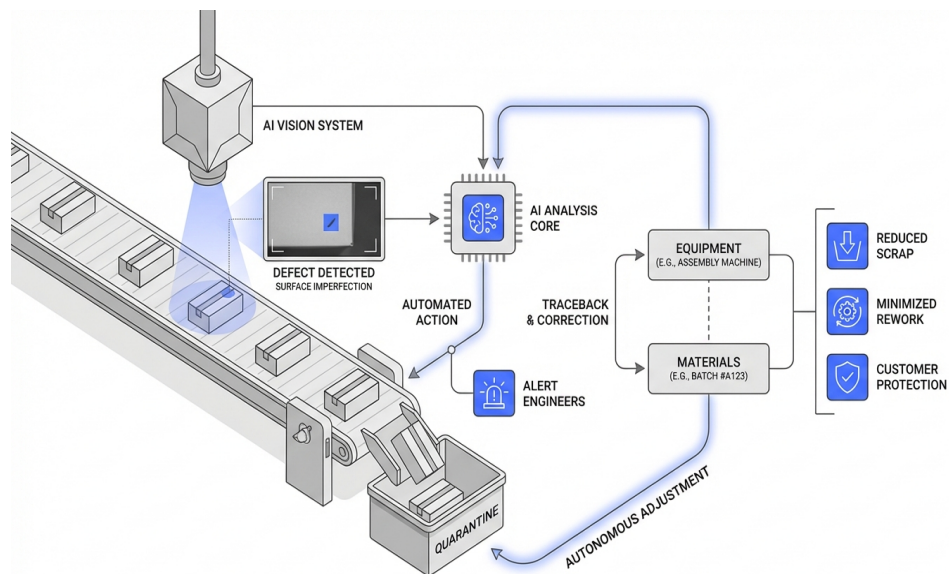 AI VISION SYSTEM
DEFECT DETECTED
SURFACE IMPERFECTION
AI ANALYSIS
CORE
AUTOMATED
ACTION
ALERT
ENGINEERS
TRACEBACK
& CORRECTION
EQUIPMENT
(E.G., ASSEMBLY MACHINE)
MATERIALS
(E.G., BATCH #A123)
REDUCED
SCRAP
MINIMIZED
REWORK
CUSTOMER
PROTECTION
QUARANTINE
AUTONOMOUS ADJUSTMENT